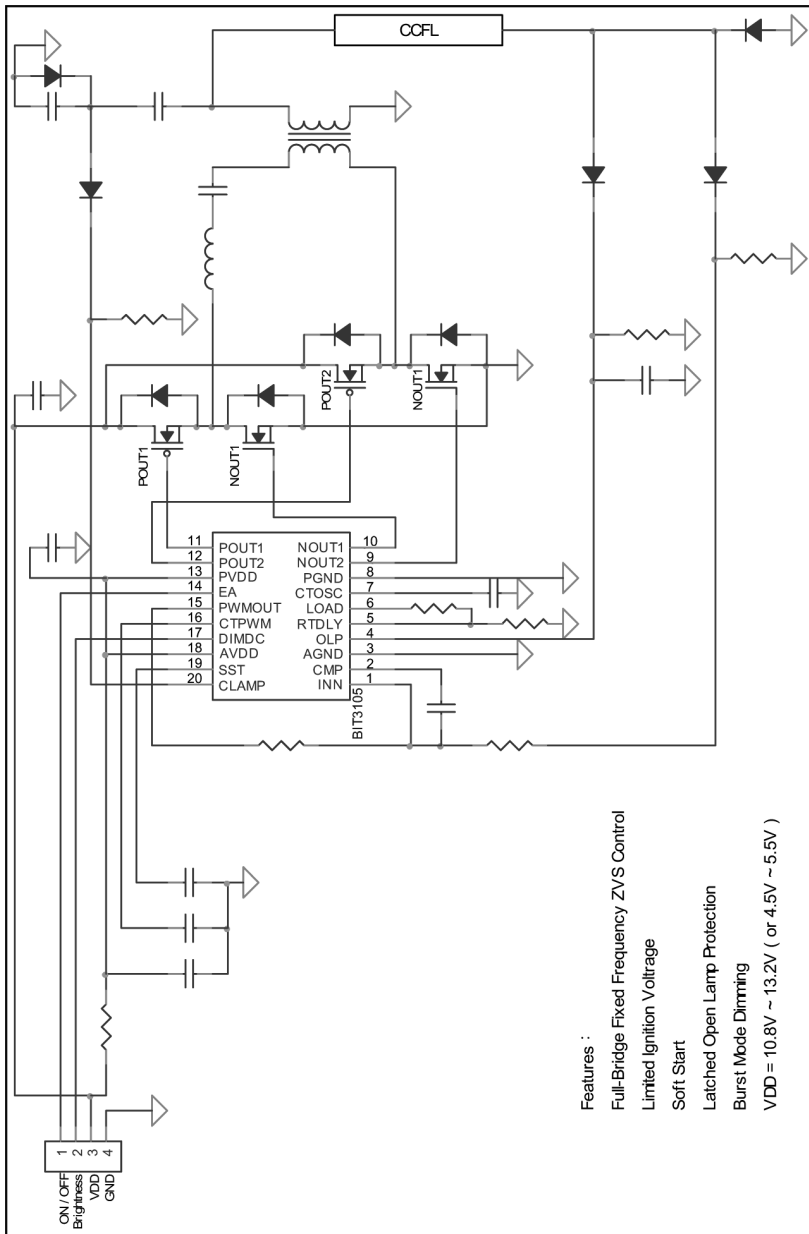 CCFL
POUT2
NOUT1
POUT1
NOUT1
11 POUT1 NOUT1 10
12 POUT2 NOUT2 9
13 PVDD PGND 8
14 EA CTOSC 7
15 PWMOUT LOAD 6
16 CTPWM RTDLY 5
17 DIMDC OLP 4
18 AVDD AGND 3
19 SST CMP 2
20 CLAMP INN 1
BIT3105
Features :
Full-Bridge Fixed Frequency ZVS Control
Limited Ignition Voltrage
Soft Start
Latched Open Lamp Protection
Burst Mode Dimming
VDD = 10.8V ~ 13.2V ( or 4.5V ~ 5.5V )
ON / OFF 1
Brightness 2
VDD 3
GND 4